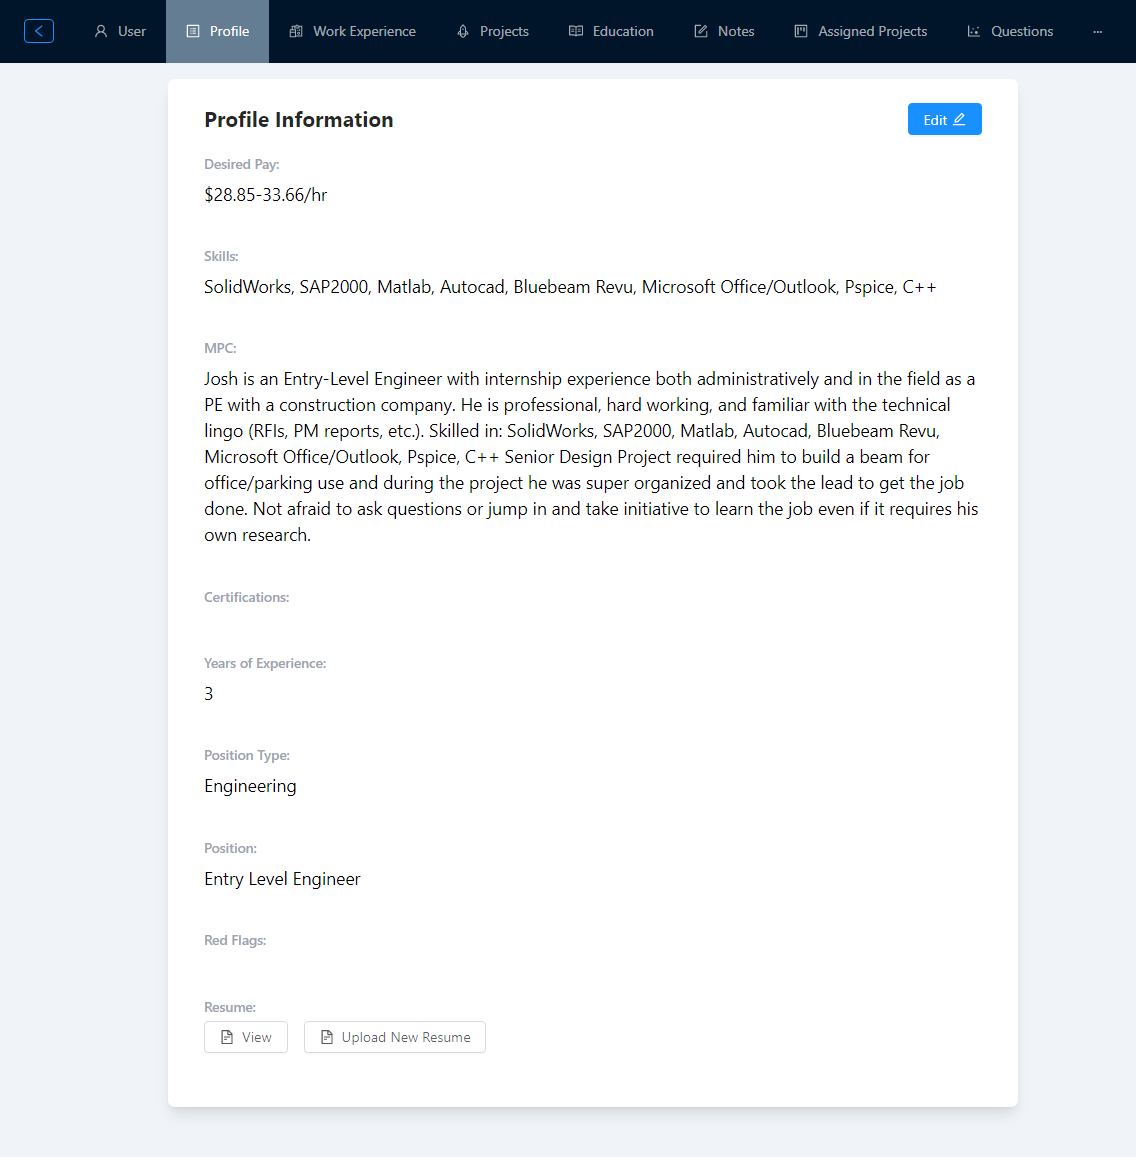 User Profile Work Experience Projects Education Notes Assigned Projects Questions ...
Profile Information
Edit
Desired Pay:
$28.85-33.66/hr
Skills:
SolidWorks, SAP2000, Matlab, Autocad, Bluebeam Revu, Microsoft Office/Outlook, Pspice, C++
MPC:
Josh is an Entry-Level Engineer with internship experience both administratively and in the field as a
PE with a construction company. He is professional, hard working, and familiar with the technical
lingo (RFIs, PM reports, etc.). Skilled in: SolidWorks, SAP2000, Matlab, Autocad, Bluebeam Revu,
Microsoft Office/Outlook, Pspice, C++ Senior Design Project required him to build a beam for
office/parking use and during the project he was super organized and took the lead to get the job
done. Not afraid to ask questions or jump in and take initiative to learn the job even if it requires his
own research.
Certifications:
Years of Experience:
3
Position Type:
Engineering
Position:
Entry Level Engineer
Red Flags:
Resume:
View Upload New Resume